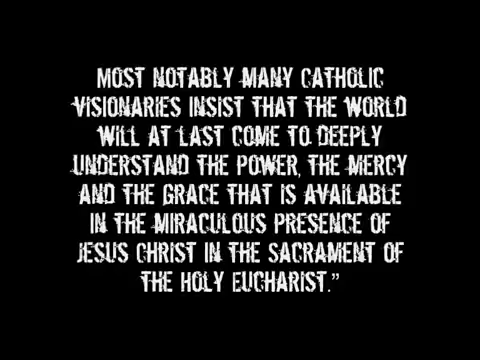 MOST NOTABLY MANY CATHOLIC
VISIONARIES INSIST THAT THE WORLD
WILL AT LAST COME TO DEEPLY
UNDERSTAND THE POWER, THE MERCY
AND THE GRACE THAT IS AVAILABLE
IN THE MIRACULOUS PRESENCE OF
JESUS CHRIST IN THE SACRAMENT OF
THE HOLY EUCHARIST.”